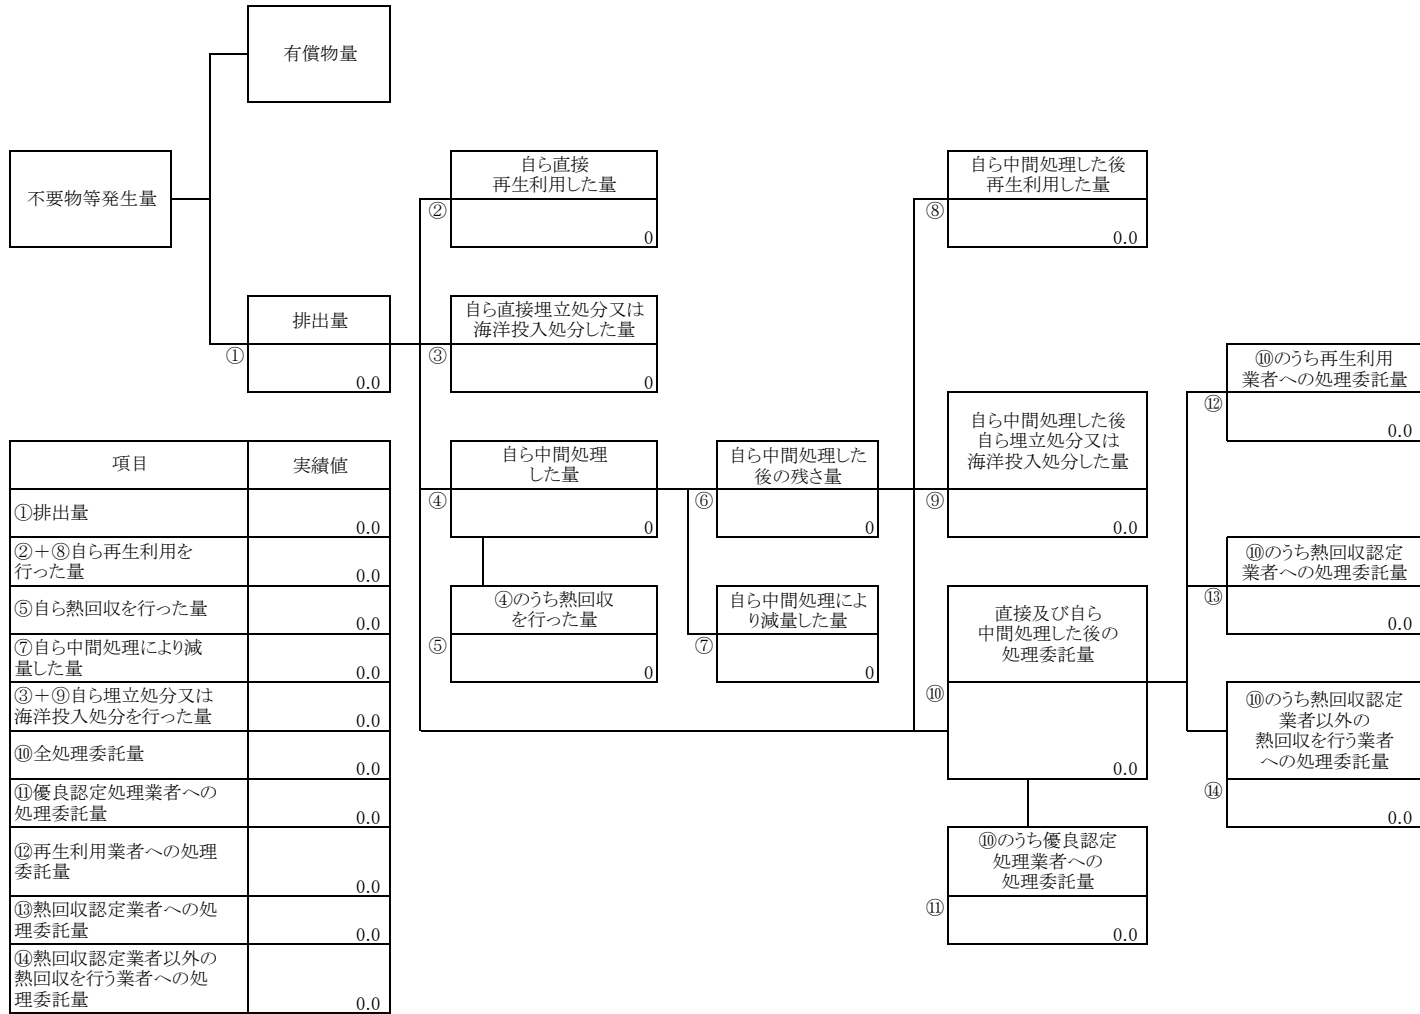 有償物量
不要物等発生量
排出量
①
0.0
自ら直接
再生利用した量
②
0
自ら直接埋立処分又は
海洋投入処分した量
③
0
自ら中間処理
した量
④
0
④のうち熱回収
を行った量
⑤
0
自ら中間処理した
後の残さ量
⑥
0
自ら中間処理によ
り減量した量
⑦
0
自ら中間処理した後
再生利用した量
⑧
0.0
自ら中間処理した後
自ら埋立処分又は
海洋投入処分した量
⑨
0.0
直接及び自ら
中間処理した後の
処理委託量
⑩
0.0
⑩のうち優良認定
処理業者への
処理委託量
⑪
0.0
⑩のうち再生利用
業者への処理委託量
⑫
0.0
⑩のうち熱回収認定
業者への処理委託量
⑬
0.0
⑩のうち熱回収認定
業者以外の
熱回収を行う業者
への処理委託量
⑭
0.0
項目 実績値
①排出量
0.0
②＋⑧自ら再生利用を
行った量
0.0
⑤自ら熱回収を行った量
0.0
⑦自ら中間処理により減
量した量
0.0
③＋⑨自ら埋立処分又は
海洋投入処分を行った量
0.0
⑩全処理委託量
0.0
⑪優良認定処理業者への
処理委託量
0.0
⑫再生利用業者への処理
委託量
0.0
⑬熱回収認定業者への処
理委託量
0.0
⑭熱回収認定業者以外の
熱回収を行う業者への処
理委託量
0.0